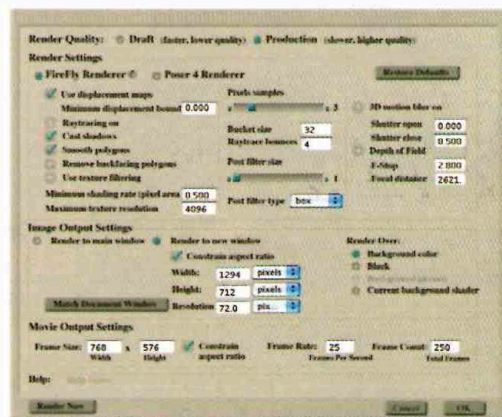 Render Quality: Draft (faster, lower quality) Production (slower, higher quality)
Render Settings
FireFly Renderer Poser 4 Renderer Restore Defaults
Use displacement maps Pixels samples
Minimum displacement bound 0.000 3 3D motion blur on
Raytracing on Shutter open 0.000
Cast shadows Bucket size 32 Shutter close 0.500
Smooth polygons Raytrace bounces 4 Depth of Field
Remove backfacing polygons Post filter size F-Stop 2.800
Use texture filtering 1 Focal distance 2621.
Minimum shading rate (pixel area 0.500
Maximum texture resolution 4096 Post filter type box
Image Output Settings
Render to main window Render to new window Render Over:
Constrain aspect ratio Background color
Width: 1294 pixels Black
Height: 712 pixels Current background shader
Match Document Window Resolution 72.0 pix...
Movie Output Settings
Frame Size: 768 x 576 Constrain aspect ratio Frame Rate: 25 Frame Count: 250
Width Height Frames Per Second Total Frames
Help:
Render Now Cancel OK